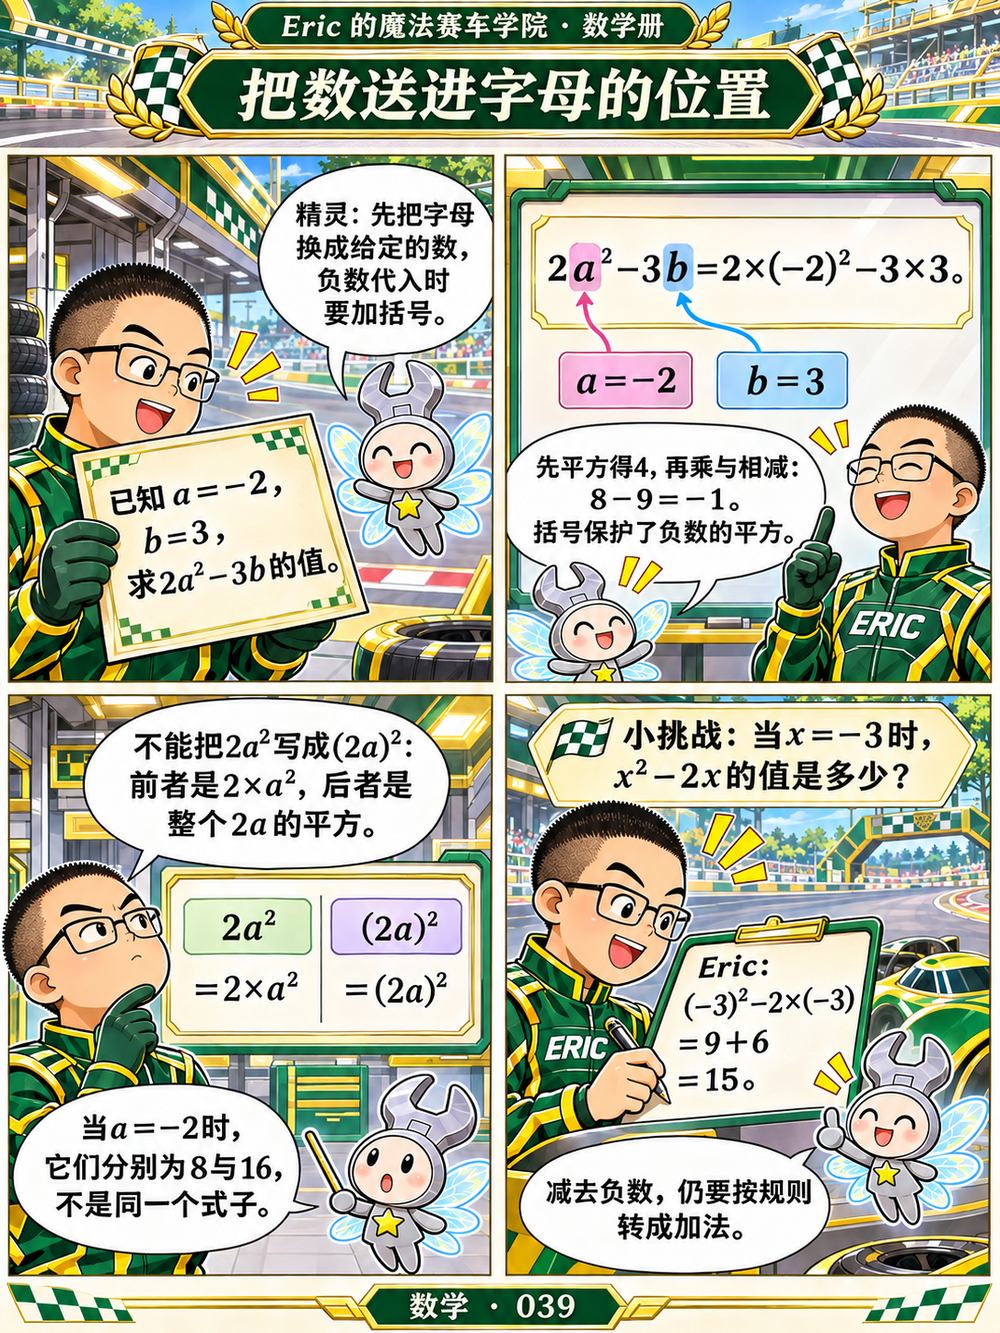 Eric 的魔法赛车学院 · 数学册
把数送进字母的位置
精灵：先把字母
换成给定的数，
负数代入时
要加括号。
已知 a=−2，
b=3，
求2a²−3b的值。
2a²−3b=2×(−2)²−3×3。
a=−2
b=3
先平方得4，再乘与相减：
8−9=−1。
括号保护了负数的平方。
ERIC
不能把2a²写成(2a)²：
前者是2×a²，后者是
整个2a的平方。
2a²
=2×a²
(2a)²
=(2a)²
当a=−2时，
它们分别为8与16，
不是同一个式子。
小挑战：当x=−3时，
x²−2x的值是多少？
Eric:
(−3)²−2×(−3)
=9+6
=15。
ERIC
减去负数，仍要按规则
转成加法。
数学 · 039